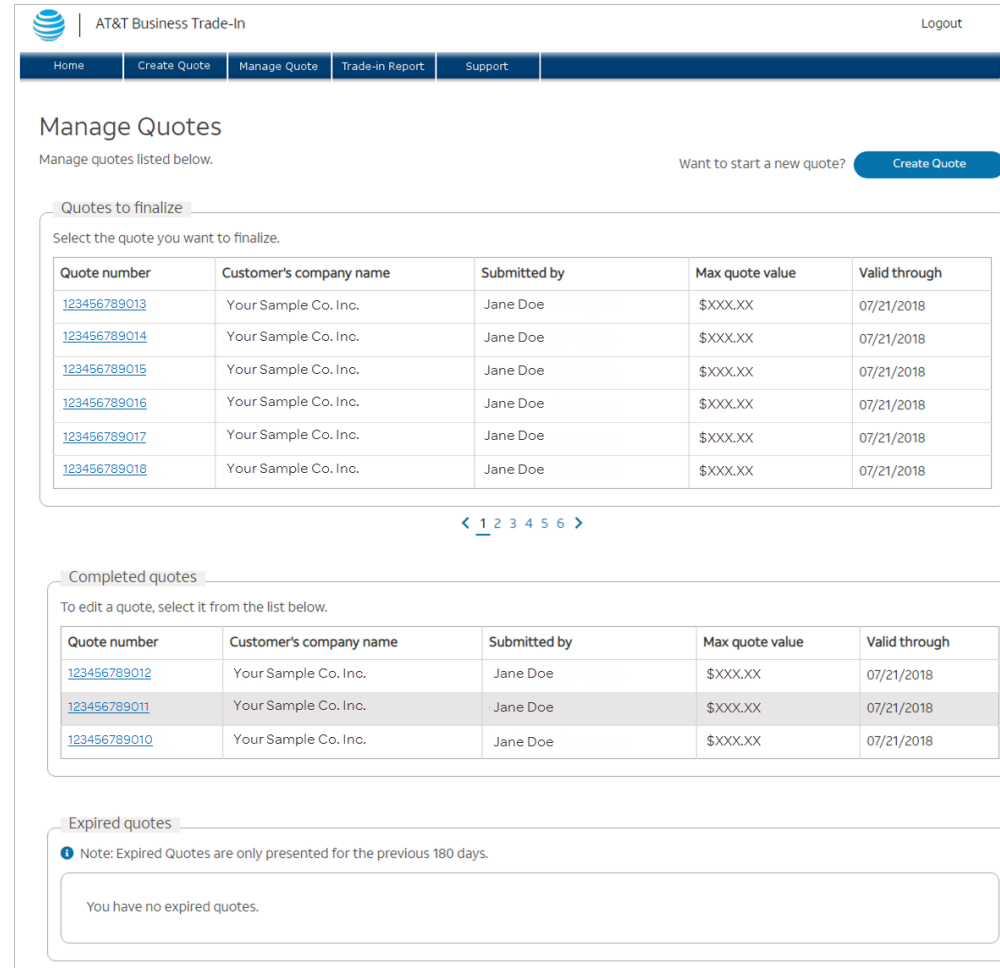 AT&T Business Trade-In Logout
Home Create Quote Manage Quote Trade-in Report Support
Manage Quotes
Manage quotes listed below.
Want to start a new quote? Create Quote
Quotes to finalize
Select the quote you want to finalize.
Quote number Customer's company name Submitted by Max quote value Valid through
123456789013 Your Sample Co. Inc. Jane Doe $XXX.XX 07/21/2018
123456789014 Your Sample Co. Inc. Jane Doe $XXX.XX 07/21/2018
123456789015 Your Sample Co. Inc. Jane Doe $XXX.XX 07/21/2018
123456789016 Your Sample Co. Inc. Jane Doe $XXX.XX 07/21/2018
123456789017 Your Sample Co. Inc. Jane Doe $XXX.XX 07/21/2018
123456789018 Your Sample Co. Inc. Jane Doe $XXX.XX 07/21/2018
< 1 2 3 4 5 6 >
Completed quotes
To edit a quote, select it from the list below.
Quote number Customer's company name Submitted by Max quote value Valid through
123456789012 Your Sample Co. Inc. Jane Doe $XXX.XX 07/21/2018
123456789011 Your Sample Co. Inc. Jane Doe $XXX.XX 07/21/2018
123456789010 Your Sample Co. Inc. Jane Doe $XXX.XX 07/21/2018
Expired quotes
Note: Expired Quotes are only presented for the previous 180 days.
You have no expired quotes.